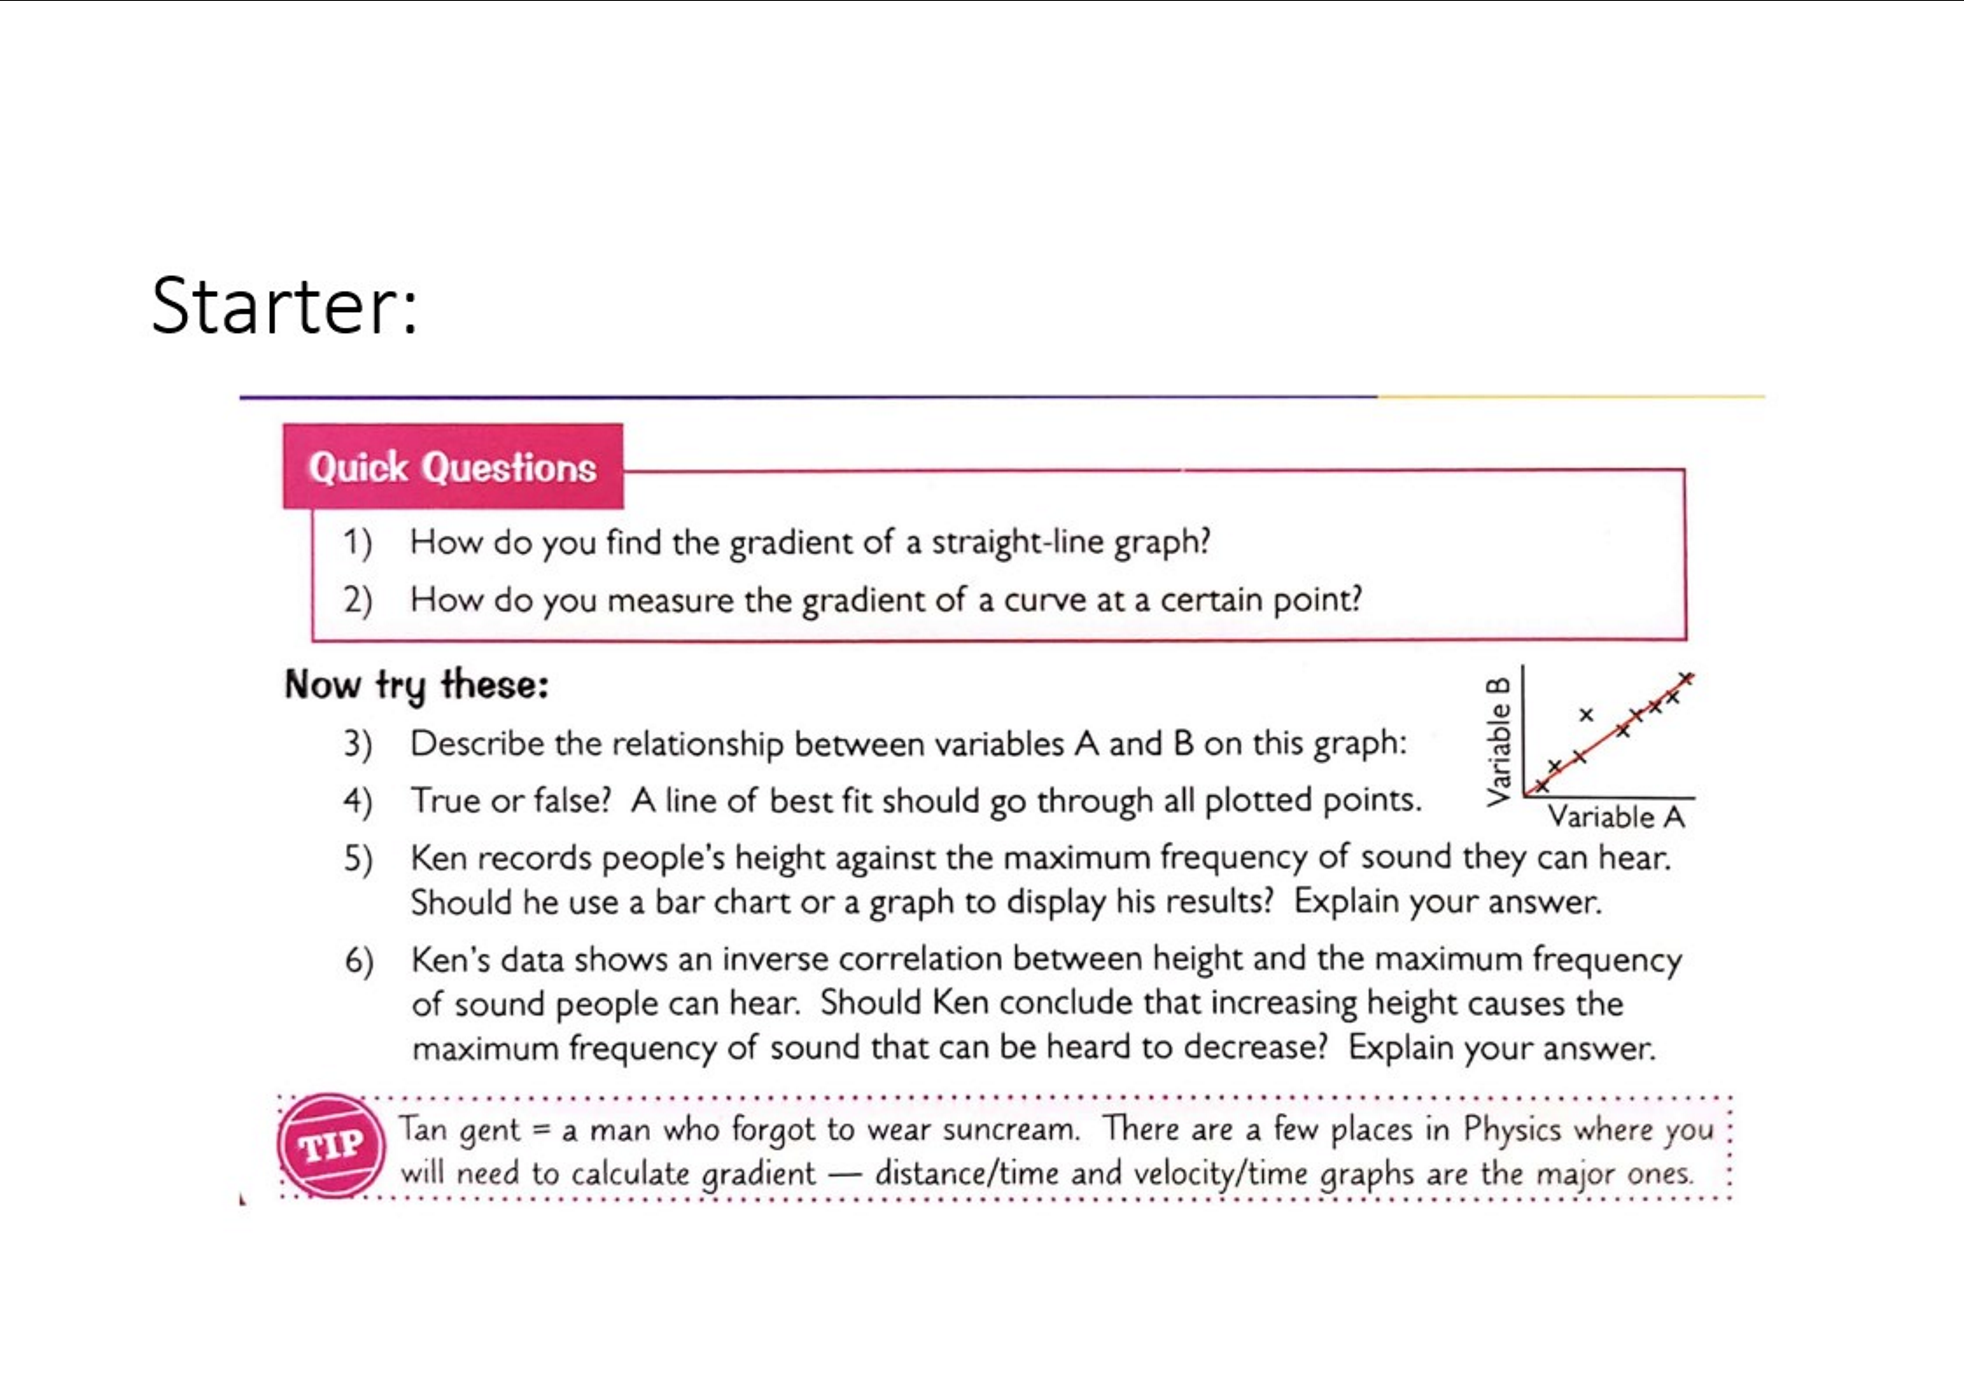 Starter:
Quick Questions
1) How do you find the gradient of a straight-line graph?
2) How do you measure the gradient of a curve at a certain point?
Now try these:
3) Describe the relationship between variables A and B on this graph:
Variable B
Variable A
4) True or false? A line of best fit should go through all plotted points.
5) Ken records people's height against the maximum frequency of sound they can hear.
Should he use a bar chart or a graph to display his results? Explain your answer.
6) Ken's data shows an inverse correlation between height and the maximum frequency
of sound people can hear. Should Ken conclude that increasing height causes the
maximum frequency of sound that can be heard to decrease? Explain your answer.
TIP
Tan gent = a man who forgot to wear suncream. There are a few places in Physics where you
will need to calculate gradient — distance/time and velocity/time graphs are the major ones.